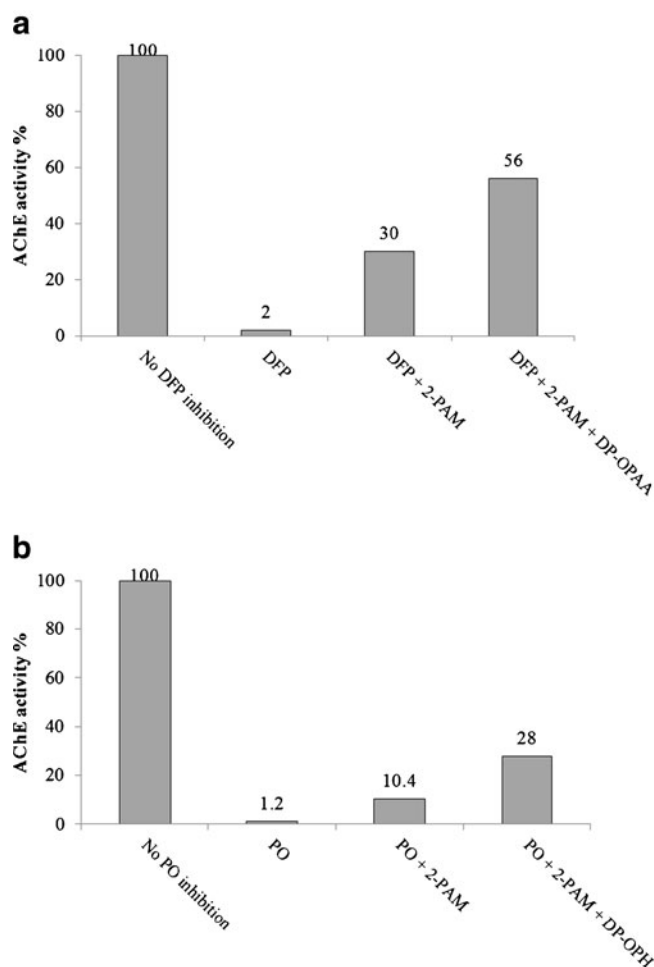 a
100
100
80
60
40
20
0
AChE activity %
2
30
56
No DFP inhibition
DFP
DFP + 2-PAM
DFP + 2-PAM + DP-OPAA
b
100
100
80
60
40
20
0
AChE activity %
1.2
10.4
28
No PO inhibition
PO
PO + 2-PAM
PO + 2-PAM + DP-OPH